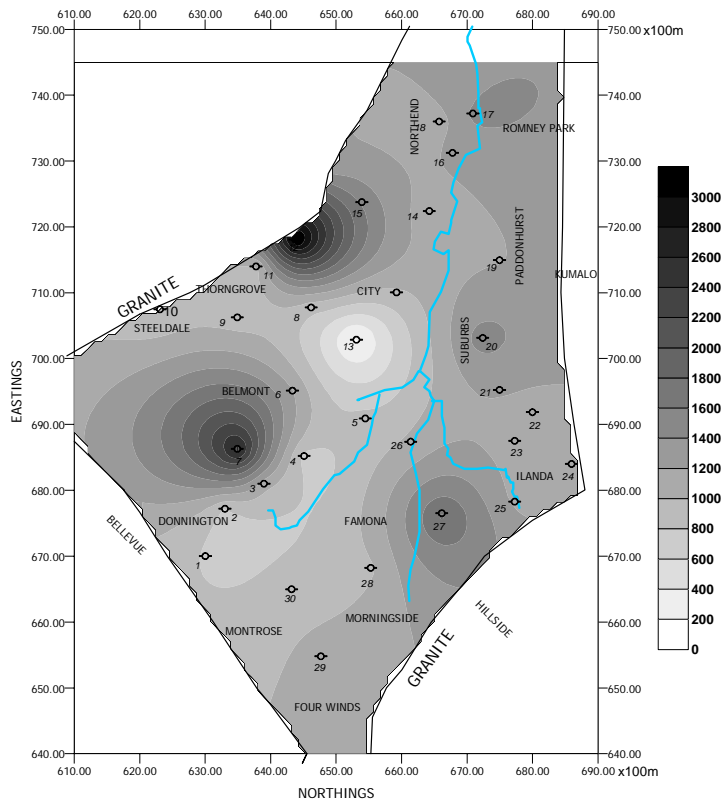 610.00 620.00 630.00 640.00 650.00 660.00 670.00 680.00 690.00
750.00 750.00 x100m
740.00 740.00
NORTHEND
18
17
ROMNEY PARK
730.00 730.00
16
15
14
720.00 720.00
PADDONHURST
19
11
KUMALO
GRANITE
THORNGROVE
CITY
710.00 710.00
10
8
9
STEELDALE
SUBURBS
13
20
700.00 700.00
EASTINGS
BELMONT
6
21
5
22
690.00 690.00
26
23
7
4
ILANDA
24
3
680.00 680.00
25
DONNINGTON
2
FAMONA
27
BELLEVUE
670.00 670.00
1
28
30
HILLSIDE
660.00 660.00
MONTROSE
MORNINGSIDE
GRANITE
29
650.00 650.00
FOUR WINDS
640.00 640.00
610.00 620.00 630.00 640.00 650.00 660.00 670.00 680.00 690.00 x100m
NORTHINGS
3000
2800
2600
2400
2200
2000
1800
1600
1400
1200
1000
800
600
400
200
0